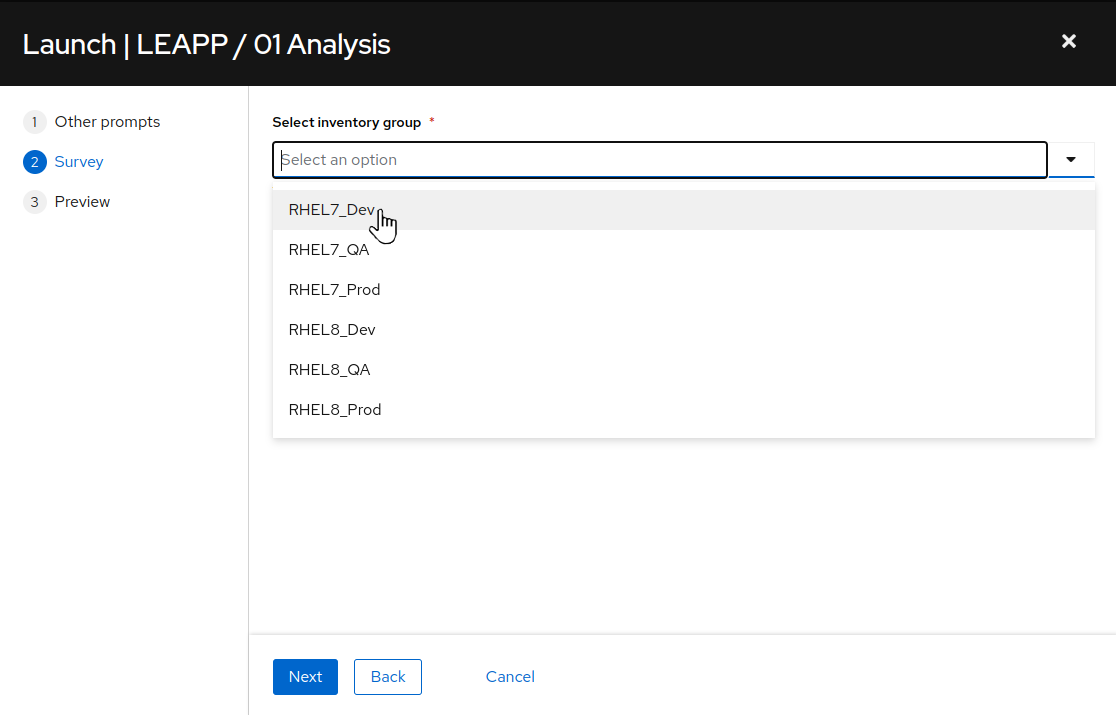 Launch | LEAPP / 01 Analysis
1 Other prompts
2 Survey
3 Preview
Select inventory group *
Select an option
RHEL7_Dev
RHEL7_QA
RHEL7_Prod
RHEL8_Dev
RHEL8_QA
RHEL8_Prod
Next Back Cancel